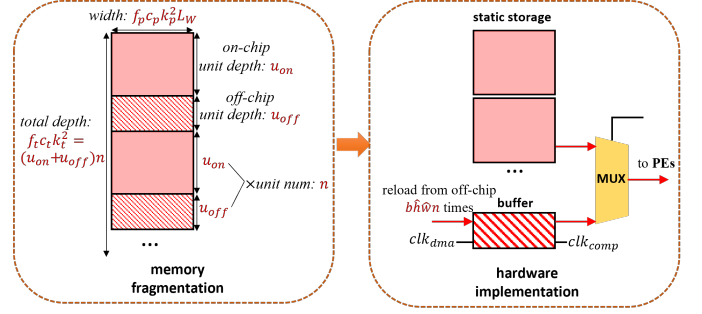 width: f_p c_p k_p^2 L_W
on-chip
unit depth: u_on
off-chip
unit depth: u_off
total depth:
f_t c_t k_t^2 =
(u_on+u_off)n
u_on
×unit num: n
u_off
...
memory
fragmentation
static storage
...
MUX
to PEs
reload from off-chip
bĥŵn times
buffer
clk_dma
clk_comp
hardware
implementation